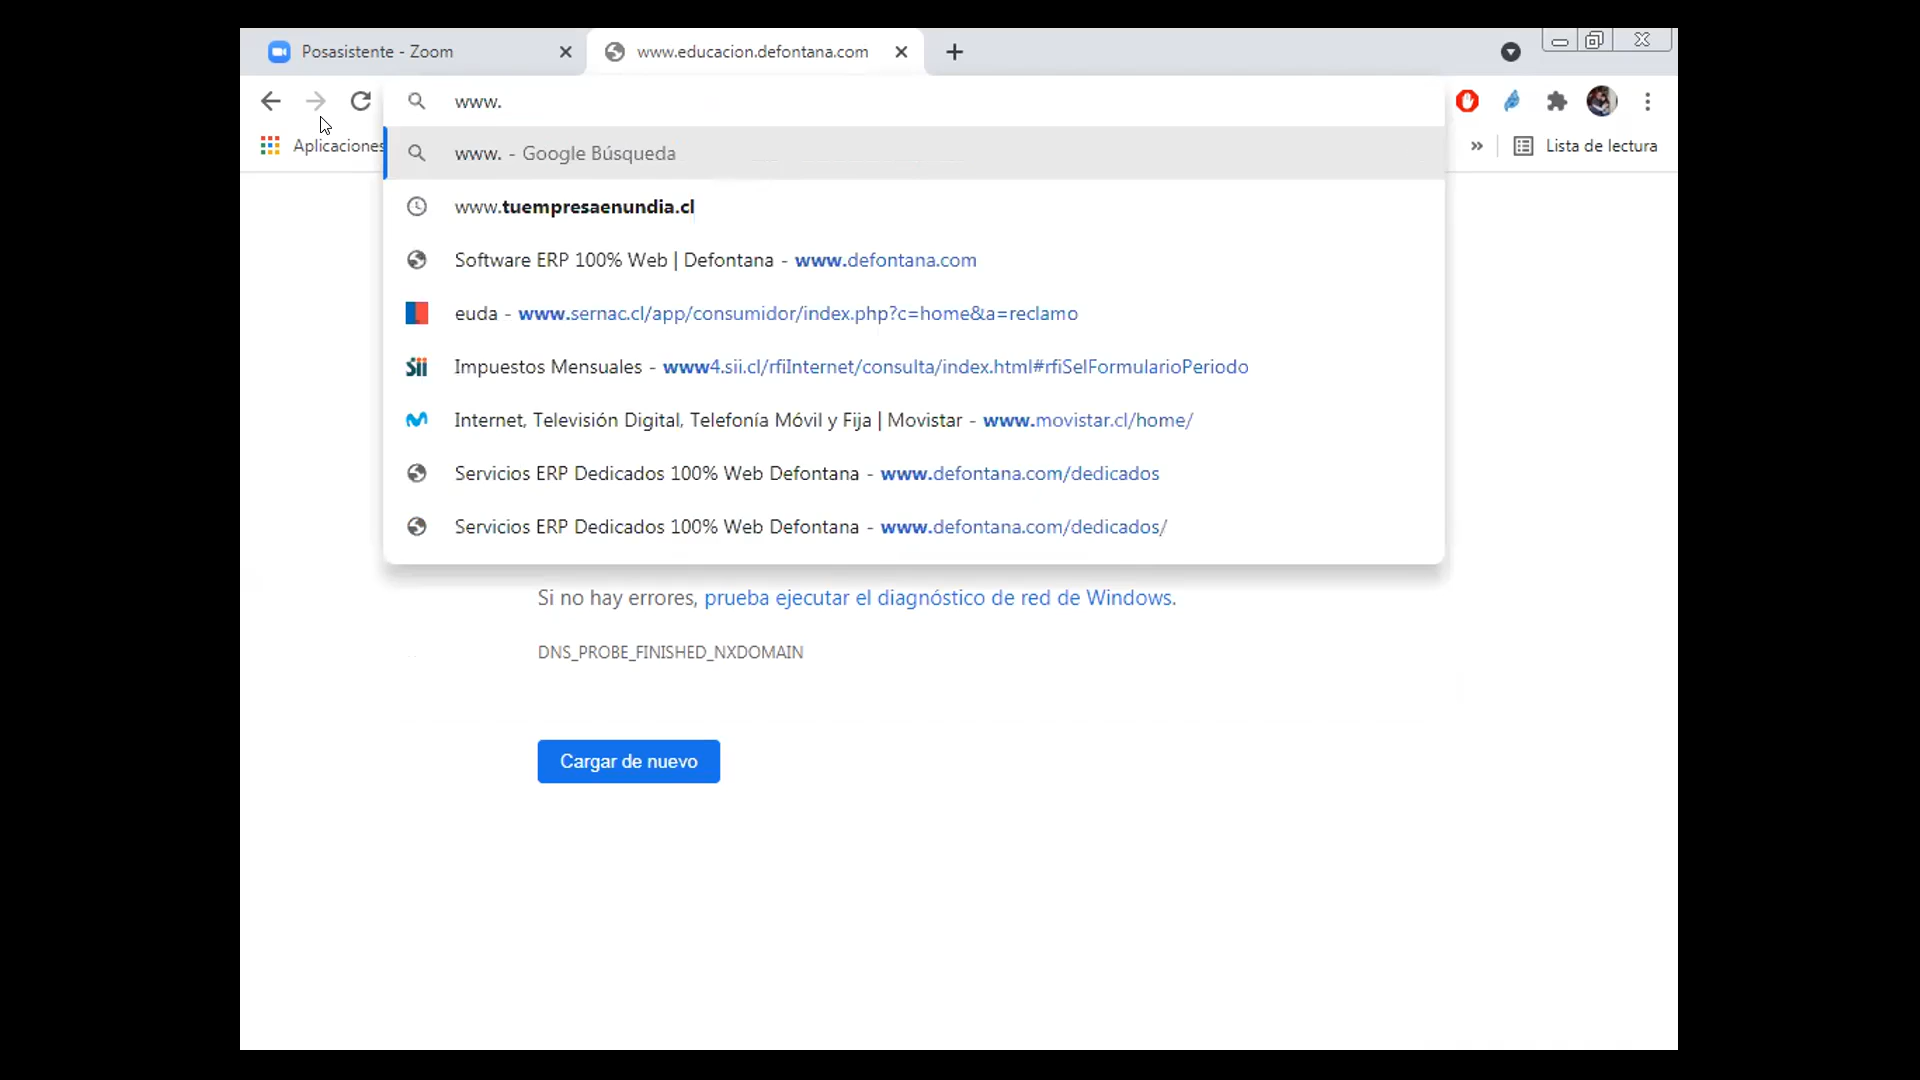 Posasistente - Zoom
www.educacion.defontana.com
www.
Aplicaciones
Lista de lectura
www. - Google Búsqueda
www.tuempresaenundia.cl
Software ERP 100% Web | Defontana - www.defontana.com
euda - www.sernac.cl/app/consumidor/index.php?c=home&a=reclamo
Sii Impuestos Mensuales - www4.sii.cl/rfiInternet/consulta/index.html#rfiSelFormularioPeriodo
Internet, Televisión Digital, Telefonía Móvil y Fija | Movistar - www.movistar.cl/home/
Servicios ERP Dedicados 100% Web Defontana - www.defontana.com/dedicados
Servicios ERP Dedicados 100% Web Defontana - www.defontana.com/dedicados/
Si no hay errores, prueba ejecutar el diagnóstico de red de Windows.
DNS_PROBE_FINISHED_NXDOMAIN
Cargar de nuevo